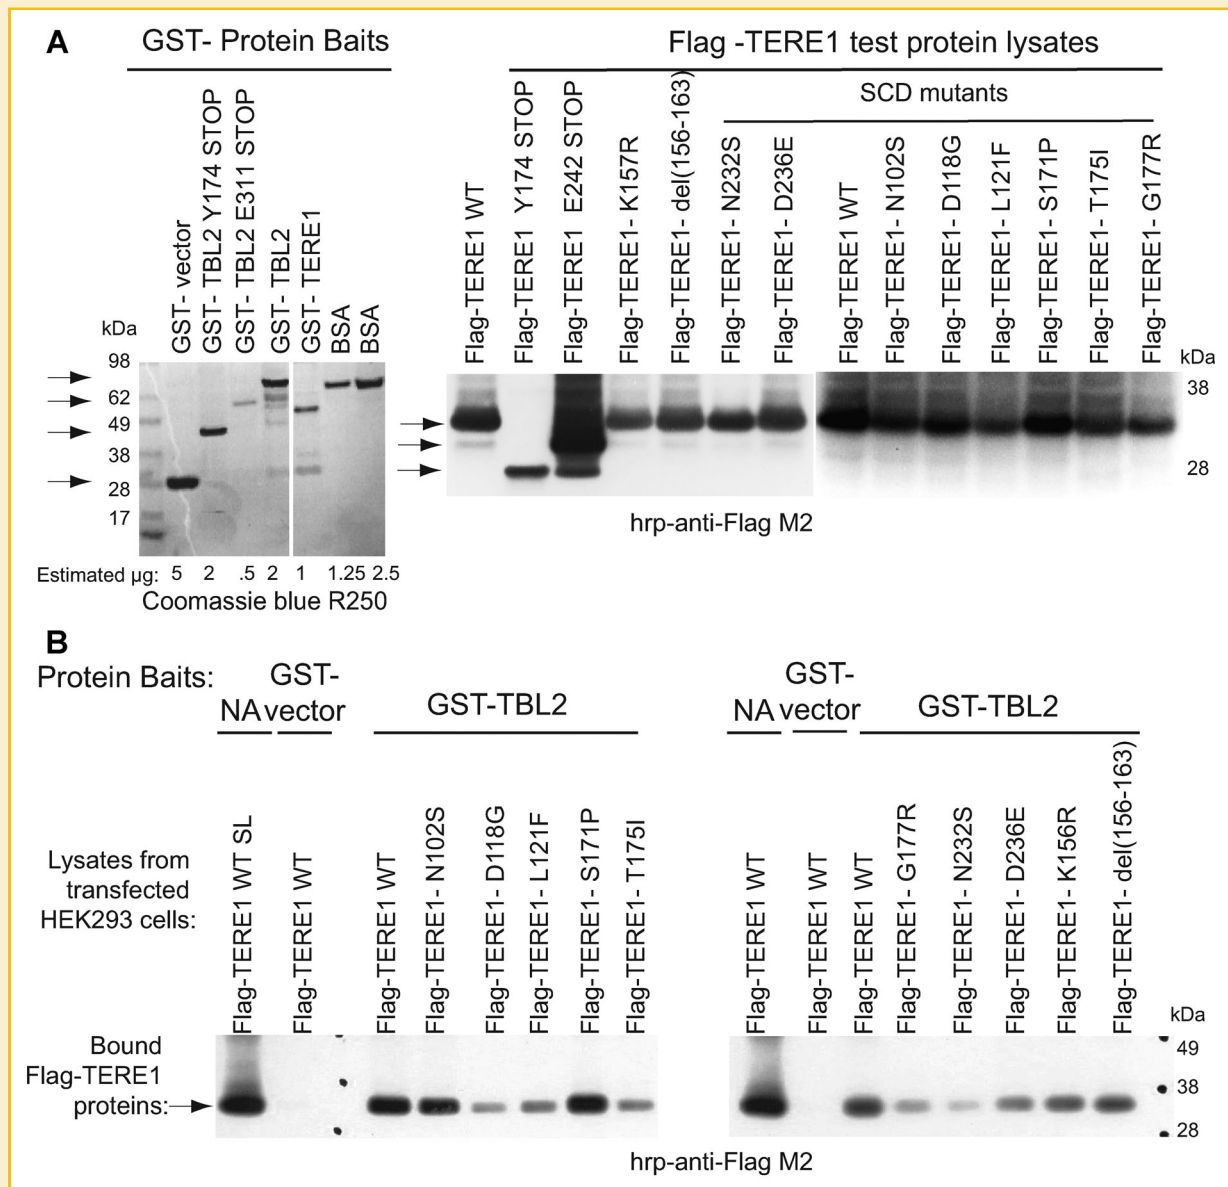 A
GST- Protein Baits
GST- vector
GST- TBL2 Y174 STOP
GST- TBL2 E311 STOP
GST- TBL2
GST- TERE1
BSA
BSA
kDa
98
62
49
38
28
17
Estimated µg: 5 2 .5 2 1 1.25 2.5
Coomassie blue R250
Flag -TERE1 test protein lysates
SCD mutants
Flag-TERE1 WT
Flag-TERE1 Y174 STOP
Flag-TERE1 E242 STOP
Flag-TERE1- K157R
Flag-TERE1- del(156-163)
Flag-TERE1- N232S
Flag-TERE1- D236E
Flag-TERE1 WT
Flag-TERE1- N102S
Flag-TERE1- D118G
Flag-TERE1- L121F
Flag-TERE1- S171P
Flag-TERE1- T175I
Flag-TERE1- G177R
kDa
38
28
hrp-anti-Flag M2
B
Protein Baits:
NA
GST-
vector
GST-TBL2
NA
GST-
vector
GST-TBL2
Lysates from
transfected
HEK293 cells:
Flag-TERE1 WT SL
Flag-TERE1 WT
Flag-TERE1 WT
Flag-TERE1- N102S
Flag-TERE1- D118G
Flag-TERE1- L121F
Flag-TERE1- S171P
Flag-TERE1- T175I
Flag-TERE1 WT
Flag-TERE1 WT
Flag-TERE1 WT
Flag-TERE1- G177R
Flag-TERE1- N232S
Flag-TERE1- D236E
Flag-TERE1- K156R
Flag-TERE1- del(156-163)
Bound
Flag-TERE1
proteins:
kDa
49
38
28
hrp-anti-Flag M2